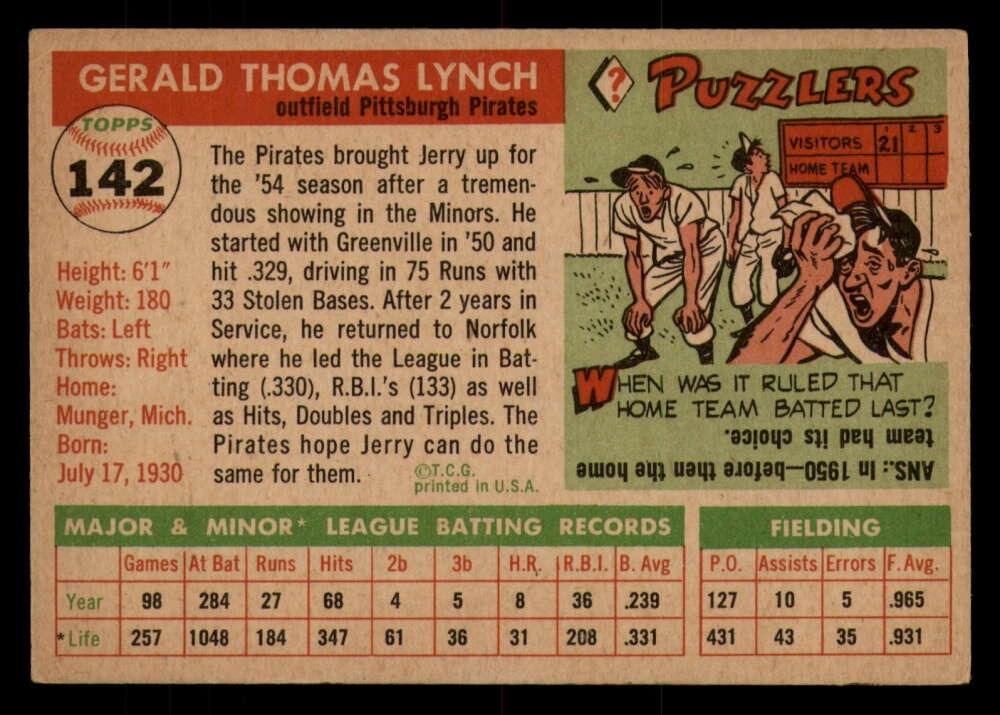 GERALD THOMAS LYNCH
outfield Pittsburgh Pirates
TOPPS
142
Height: 6'1"
Weight: 180
Bats: Left
Throws: Right
Home:
Munger, Mich.
Born:
July 17, 1930
The Pirates brought Jerry up for
the '54 season after a tremen-
dous showing in the Minors. He
started with Greenville in '50 and
hit .329, driving in 75 Runs with
33 Stolen Bases. After 2 years in
Service, he returned to Norfolk
where he led the League in Bat-
ting (.330), R.B.I.'s (133) as well
as Hits, Doubles and Triples. The
Pirates hope Jerry can do the
same for them.
©T.C.G.
printed in U.S.A.
? PUZZLERS
1 2 3
VISITORS 21
HOME TEAM
WHEN WAS IT RULED THAT
HOME TEAM BATTED LAST?
ANS.: In 1950—before then the home
team had its choice.
MAJOR & MINOR* LEAGUE BATTING RECORDS
Games At Bat Runs Hits 2b 3b H.R. R.B.I. B. Avg
Year 98 284 27 68 4 5 8 36 .239
*Life 257 1048 184 347 61 36 31 208 .331
FIELDING
P.O. Assists Errors F. Avg.
127 10 5 .965
431 43 35 .931